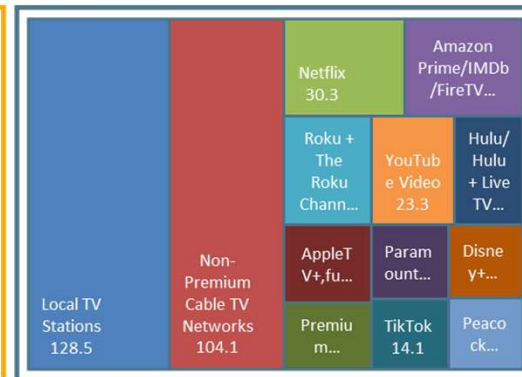 Local TV
Stations
128.5
Non-
Premium
Cable TV
Networks
104.1
Netflix
30.3
Amazon
Prime/IMDb
/FireTV...
Roku +
The
Roku
Chann...
YouTub
e Video
23.3
Hulu/
Hulu
+ Live
TV...
AppleT
V+,fu...
Param
ount...
Disne
y+...
Premiu
m...
TikTok
14.1
Peaco
ck...